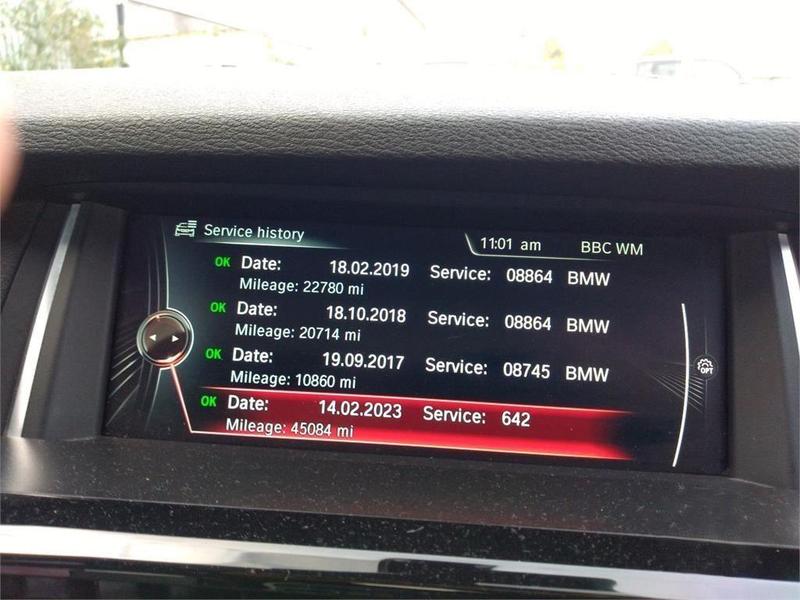 Service history
11:01 am BBC WM
OK Date: 18.02.2019 Service: 08864 BMW
Mileage: 22780 mi
OK Date: 18.10.2018 Service: 08864 BMW
Mileage: 20714 mi
OK Date: 19.09.2017 Service: 08745 BMW
Mileage: 10860 mi
OK Date: 14.02.2023 Service: 642
Mileage: 45084 mi
OPT